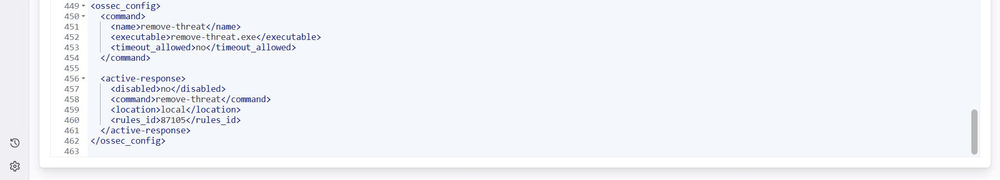 449 <ossec_config>
450 <command>
451 <name>remove-threat</name>
452 <executable>remove-threat.exe</executable>
453 <timeout_allowed>no</timeout_allowed>
454 </command>
455
456 <active-response>
457 <disabled>no</disabled>
458 <command>remove-threat</command>
459 <location>local</location>
460 <rules_id>87105</rules_id>
461 </active-response>
462 </ossec_config>
463